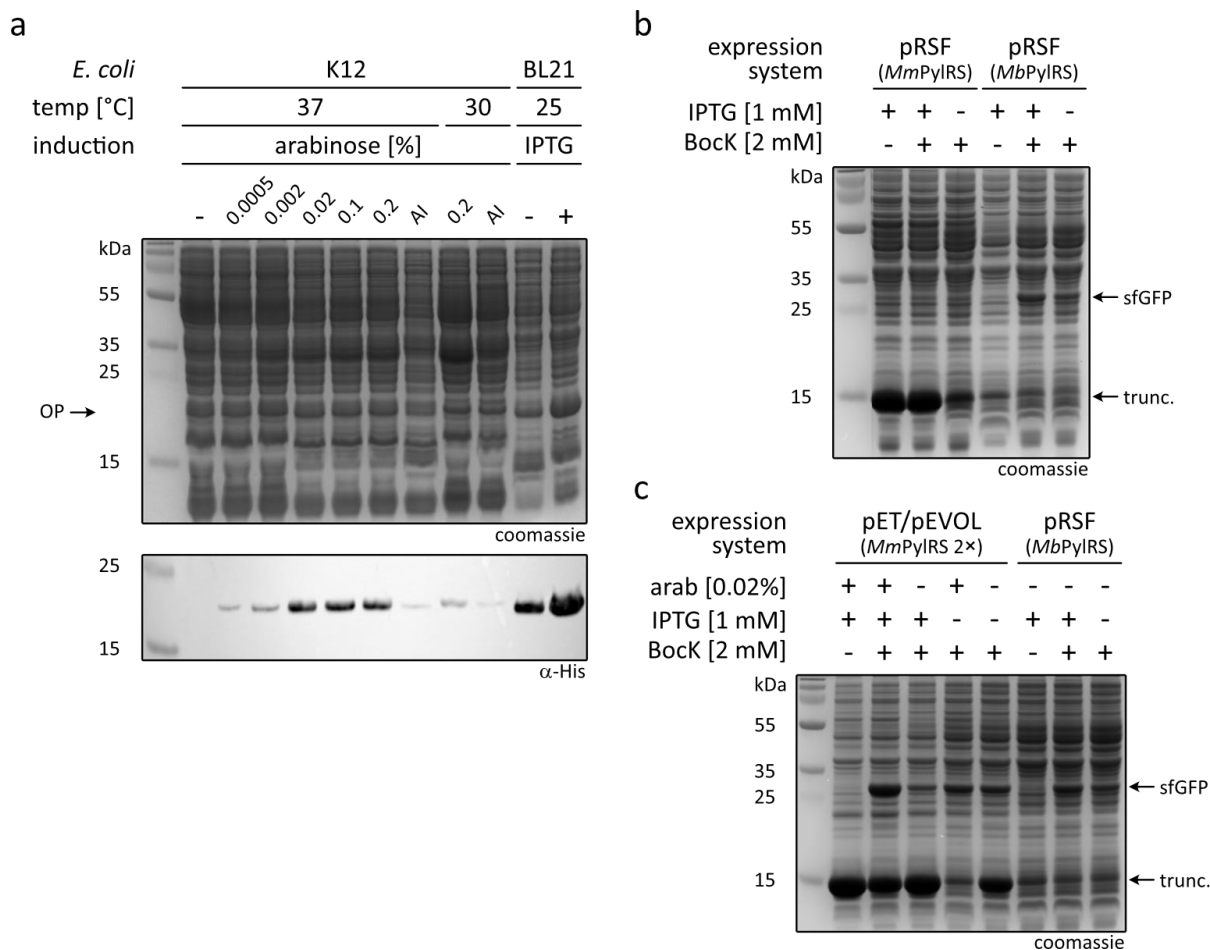 a
E. coli K12 BL21
temp [°C] 37 30 25
induction arabinose [%] IPTG
- 0.0005 0.002 0.02 0.1 0.2 AI 0.2 AI - +
kDa
55
35
25
OP →
15
coomassie
25
15
α-His
b
expression system pRSF (MmPylRS) pRSF (MbPylRS)
IPTG [1 mM] + + - + + -
BocK [2 mM] - + + - + +
kDa
55
35
25
← sfGFP
15
← trunc.
coomassie
c
expression system pET/pEVOL (MmPylRS 2×) pRSF (MbPylRS)
arab [0.02%] + + - + - - - -
IPTG [1 mM] + + + - - + + -
BocK [2 mM] - + + + + - + +
kDa
55
35
25
← sfGFP
15
← trunc.
coomassie